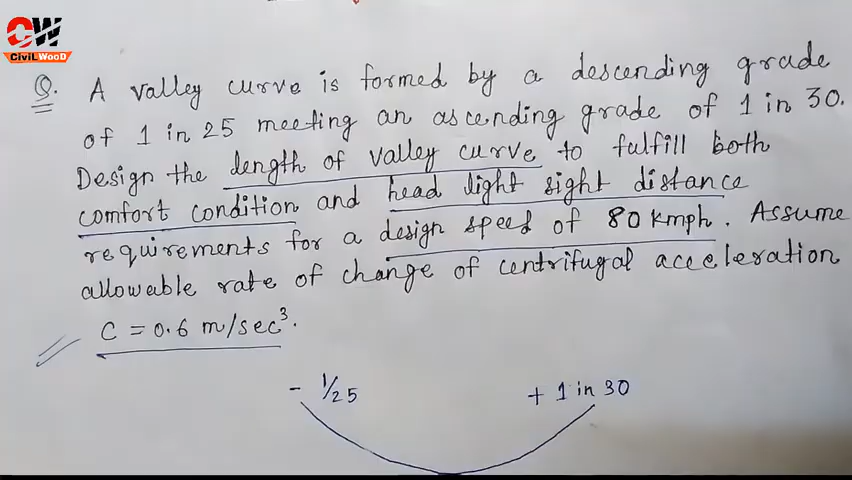 CW
CIVIL WOOD
Q. A valley curve is formed by a descending grade
of 1 in 25 meeting an ascending grade of 1 in 30.
Design the length of valley curve to fulfill both
comfort condition and head light sight distance
requirements for a design speed of 80 kmph. Assume
allowable rate of change of centrifugal acceleration
C = 0.6 m/sec³.
- 1/25 + 1 in 30